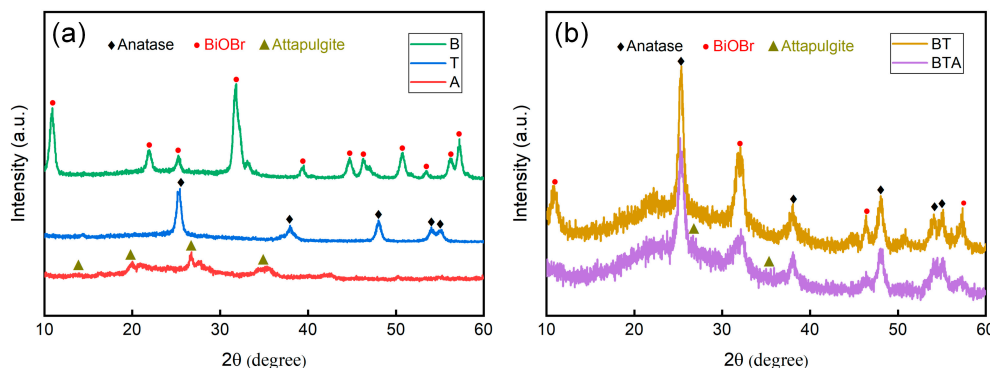 (a)
◆ Anatase ● BiOBr ▲ Attapulgite
B
T
A
Intensity (a.u.)
10 20 30 40 50 60
2θ (degree)
(b)
◆ Anatase ● BiOBr ▲ Attapulgite
BT
BTA
Intensity (a.u.)
10 20 30 40 50 60
2θ (degree)